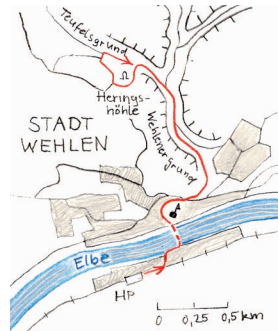 Teufelsgrund
Herings-
höhle
Wehlener Grund
STADT
WEHLEN
Elbe
HP
0 0,25 0,5 km